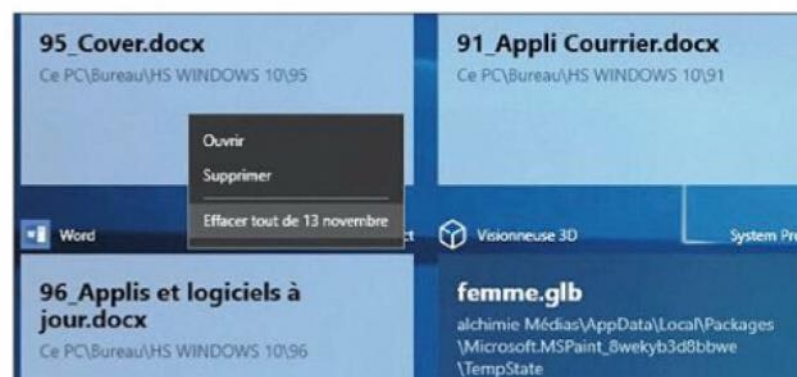 95_Cover.docx
Ce PC\Bureau\HS WINDOWS 10\95
91_Appli Courrier.docx
Ce PC\Bureau\HS WINDOWS 10\91
Ouvrir
Supprimer
Effacer tout de 13 novembre
Word
Visionneuse 3D
System Pr
96_Applis et logiciels à
jour.docx
Ce PC\Bureau\HS WINDOWS 10\96
femme.glb
alchimie Médias\AppData\Local\Packages
\Microsoft.MSPaint_8wekyb3d8bbwe
\TempState